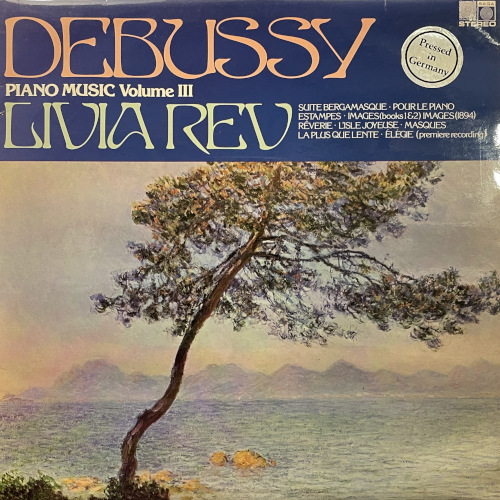 DEBUSSY
SAGA
STEREO
Pressed
in
Germany
PIANO MUSIC Volume III
LIVIA REV
SUITE BERGAMASQUE · POUR LE PIANO
ESTAMPES · IMAGES (books 1 & 2) IMAGES (1894)
RÊVERIE · L'ISLE JOYEUSE · MASQUES
LA PLUS QUE LENTE · ÉLÉGIE (premiere recording)